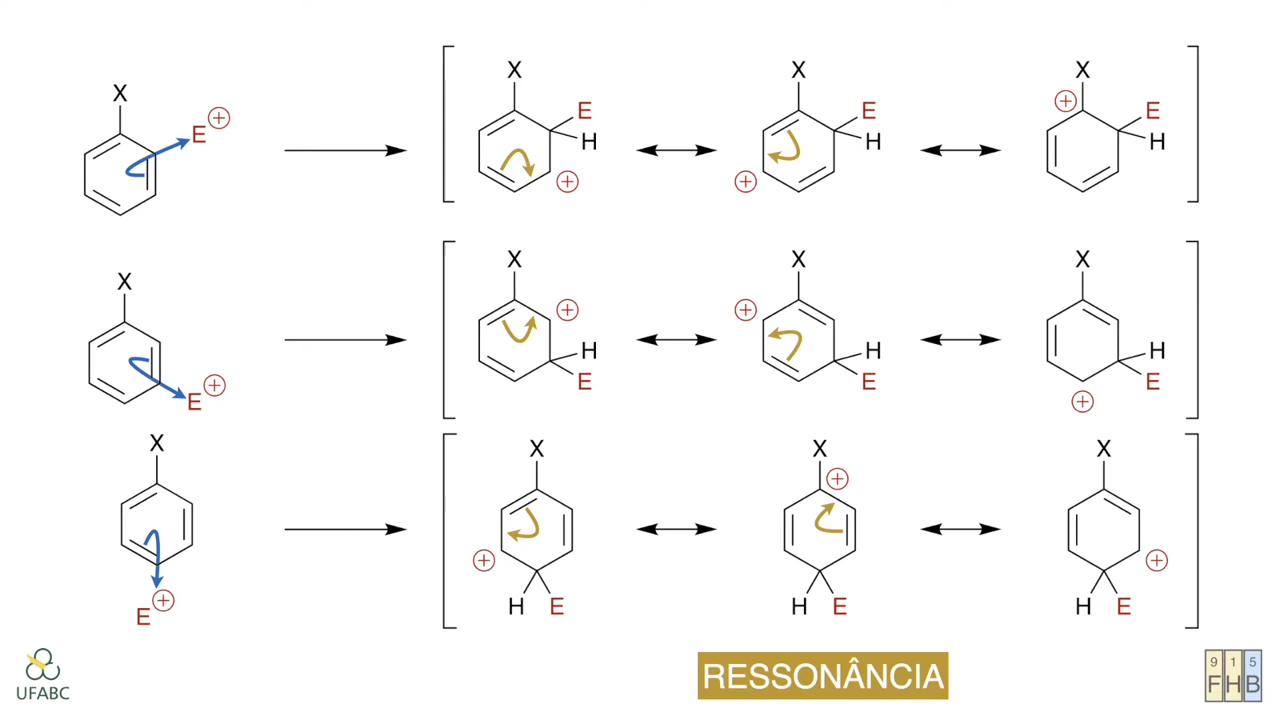 X X X X
E ⊕ E E ⊕ E
H H H
⊕ ⊕
X X X X
⊕ ⊕
H H H
E ⊕ E E E
⊕
X X X X
⊕
⊕ ⊕
E ⊕ H E H E H E
RESSONÂNCIA
UFABC
9 1 5
F H B